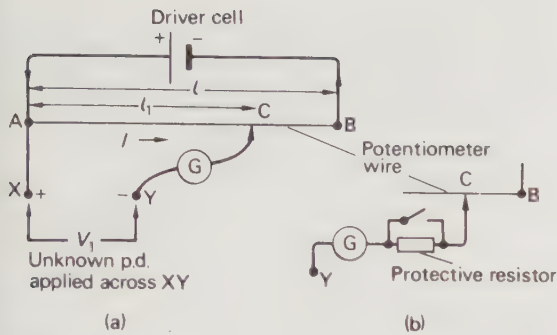 Driver cell
+ −
l
l₁
C
A
B
I
G
X +
− Y
V₁
Unknown p.d.
applied across XY
(a)
Potentiometer
wire
C
B
G
Y
Protective resistor
(b)